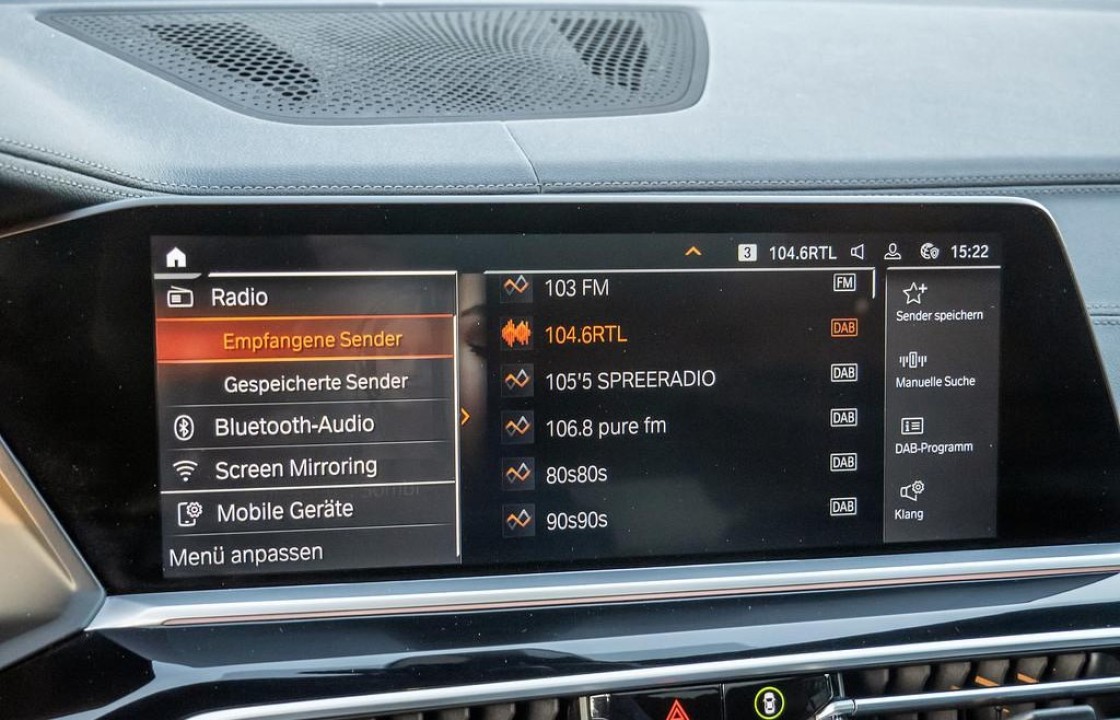 3 104.6RTL 15:22
Radio
Empfangene Sender
Gespeicherte Sender
Bluetooth-Audio
Screen Mirroring
Mobile Geräte
Menü anpassen
103 FM FM
104.6RTL DAB
105'5 SPREERADIO DAB
106.8 pure fm DAB
80s80s DAB
90s90s DAB
Sender speichern
Manuelle Suche
DAB-Programm
Klang